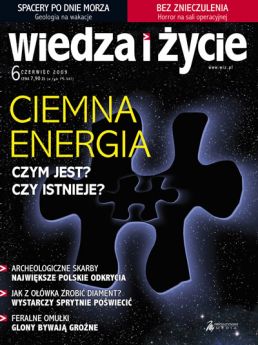 SPACERY PO DNIE MORZA
Geologia na wakacje
BEZ ZNIECZULENIA
Horror na sali operacyjnej
wiedza i życie
www.wiz.pl
6 CZERWIEC 2009
CIEMNA
ENERGIA
CZYM JEST?
CZY ISTNIEJE?
ARCHEOLOGICZNE SKARBY
NAJWIĘKSZE POLSKIE ODKRYCIA
JAK Z OŁÓWKA ZROBIĆ DIAMENT?
WYSTARCZY SPRYTNIE POŚWIECIĆ
FERALNE OMUŁKI
GLONY BYWAJĄ GROŹNE